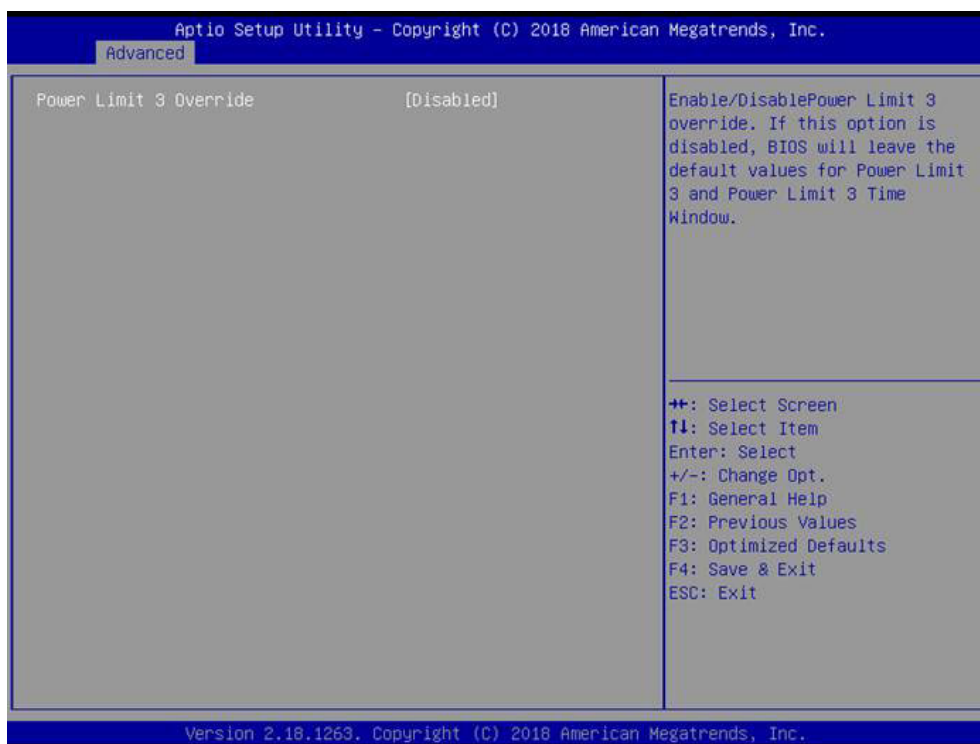 Aptio Setup Utility – Copyright (C) 2018 American Megatrends, Inc.
Advanced
Power Limit 3 Override [Disabled]
Enable/DisablePower Limit 3
override. If this option is
disabled, BIOS will leave the
default values for Power Limit
3 and Power Limit 3 Time
Window.
→←: Select Screen
↑↓: Select Item
Enter: Select
+/-: Change Opt.
F1: General Help
F2: Previous Values
F3: Optimized Defaults
F4: Save & Exit
ESC: Exit
Version 2.18.1263. Copyright (C) 2018 American Megatrends, Inc.